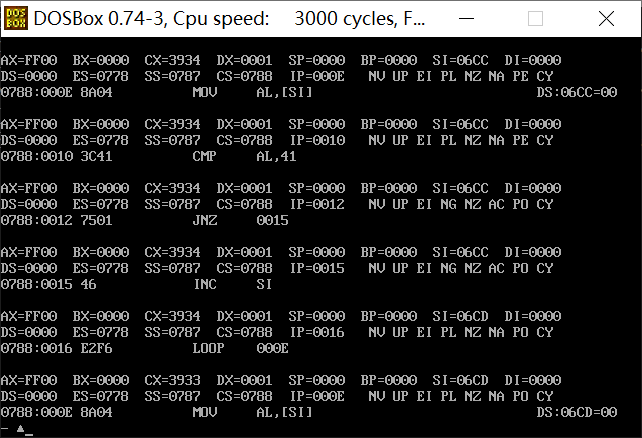 DOSBox 0.74-3, Cpu speed:    3000 cycles, F...
AX=FF00  BX=0000  CX=3934  DX=0001  SP=0000  BP=0000  SI=06CC  DI=0000
DS=0000  ES=0778  SS=0787  CS=0788  IP=000E   NV UP EI PL NZ NA PE CY
0788:000E 8A04          MOV     AL,[SI]                            DS:06CC=00
AX=FF00  BX=0000  CX=3934  DX=0001  SP=0000  BP=0000  SI=06CC  DI=0000
DS=0000  ES=0778  SS=0787  CS=0788  IP=0010   NV UP EI PL NZ NA PE CY
0788:0010 3C41          CMP     AL,41
AX=FF00  BX=0000  CX=3934  DX=0001  SP=0000  BP=0000  SI=06CC  DI=0000
DS=0000  ES=0778  SS=0787  CS=0788  IP=0012   NV UP EI NG NZ AC PO CY
0788:0012 7501          JNZ     0015
AX=FF00  BX=0000  CX=3934  DX=0001  SP=0000  BP=0000  SI=06CC  DI=0000
DS=0000  ES=0778  SS=0787  CS=0788  IP=0015   NV UP EI NG NZ AC PO CY
0788:0015 46            INC     SI
AX=FF00  BX=0000  CX=3934  DX=0001  SP=0000  BP=0000  SI=06CD  DI=0000
DS=0000  ES=0778  SS=0787  CS=0788  IP=0016   NV UP EI PL NZ NA PO CY
0788:0016 E2F6          LOOP    000E
AX=FF00  BX=0000  CX=3933  DX=0001  SP=0000  BP=0000  SI=06CD  DI=0000
DS=0000  ES=0778  SS=0787  CS=0788  IP=000E   NV UP EI PL NZ NA PO CY
0788:000E 8A04          MOV     AL,[SI]                            DS:06CD=00
- ▲_